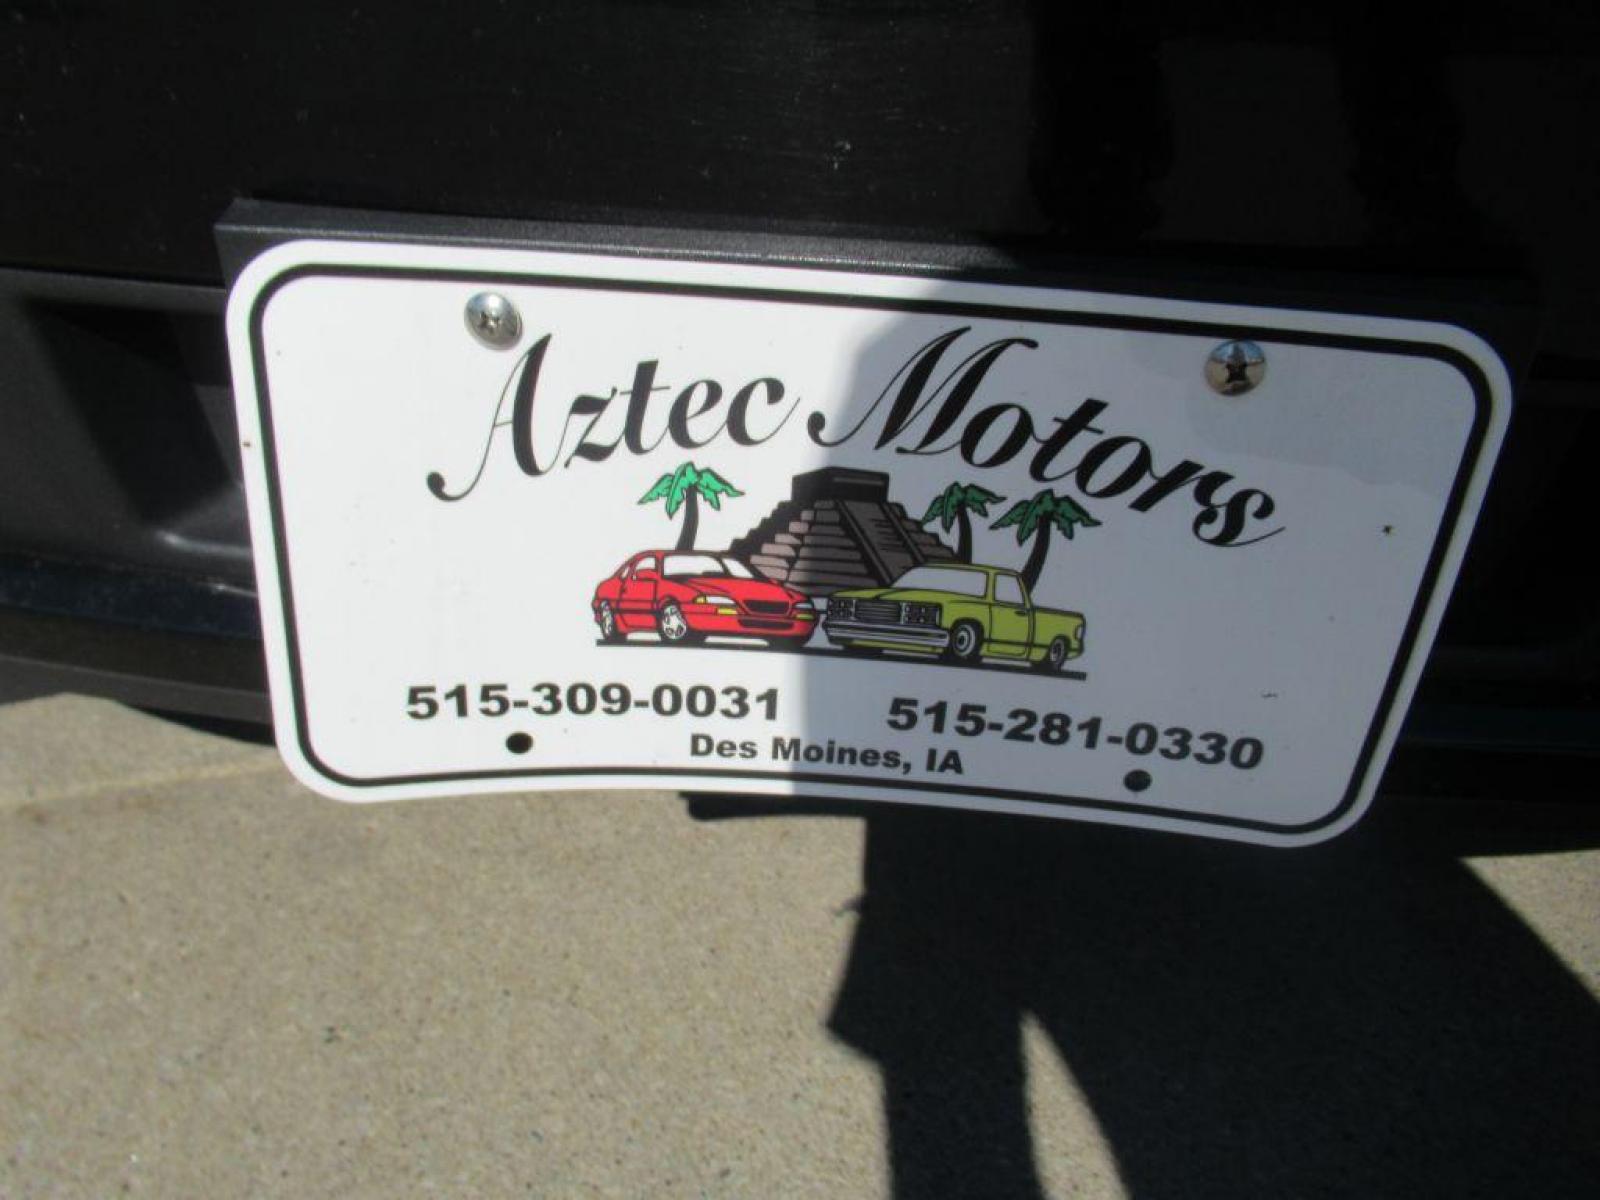 Aztec Motors
515-309-0031 515-281-0330
Des Moines, IA